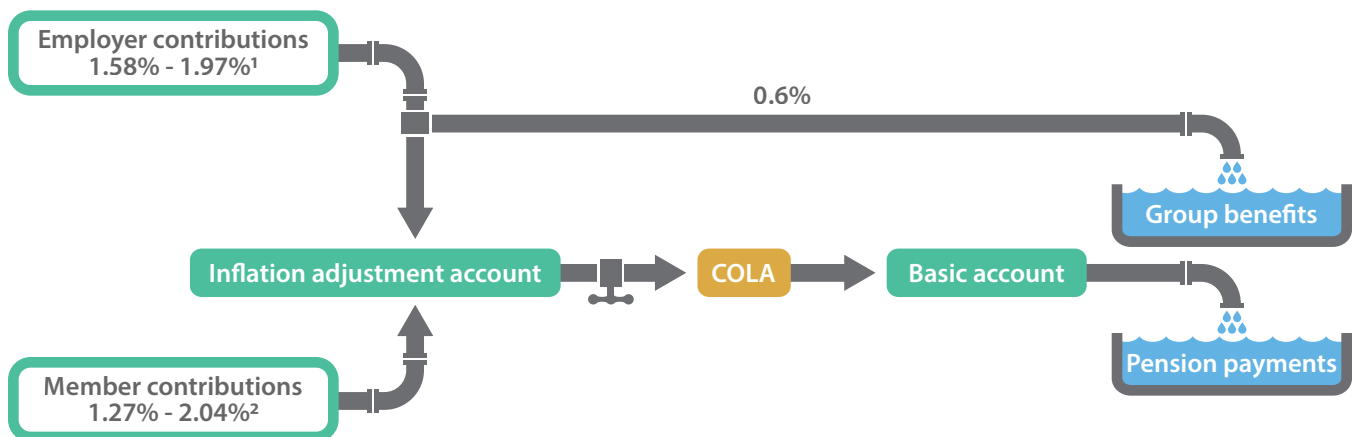 Employer contributions
1.58% - 1.97%¹
0.6%
Group benefits
Inflation adjustment account
COLA
Basic account
Pension payments
Member contributions
1.27% - 2.04%²